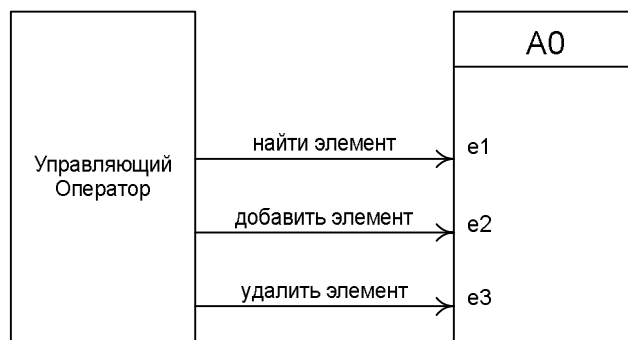 A0
найти элемент
e1
Управляющий
Оператор
добавить элемент
e2
удалить элемент
e3